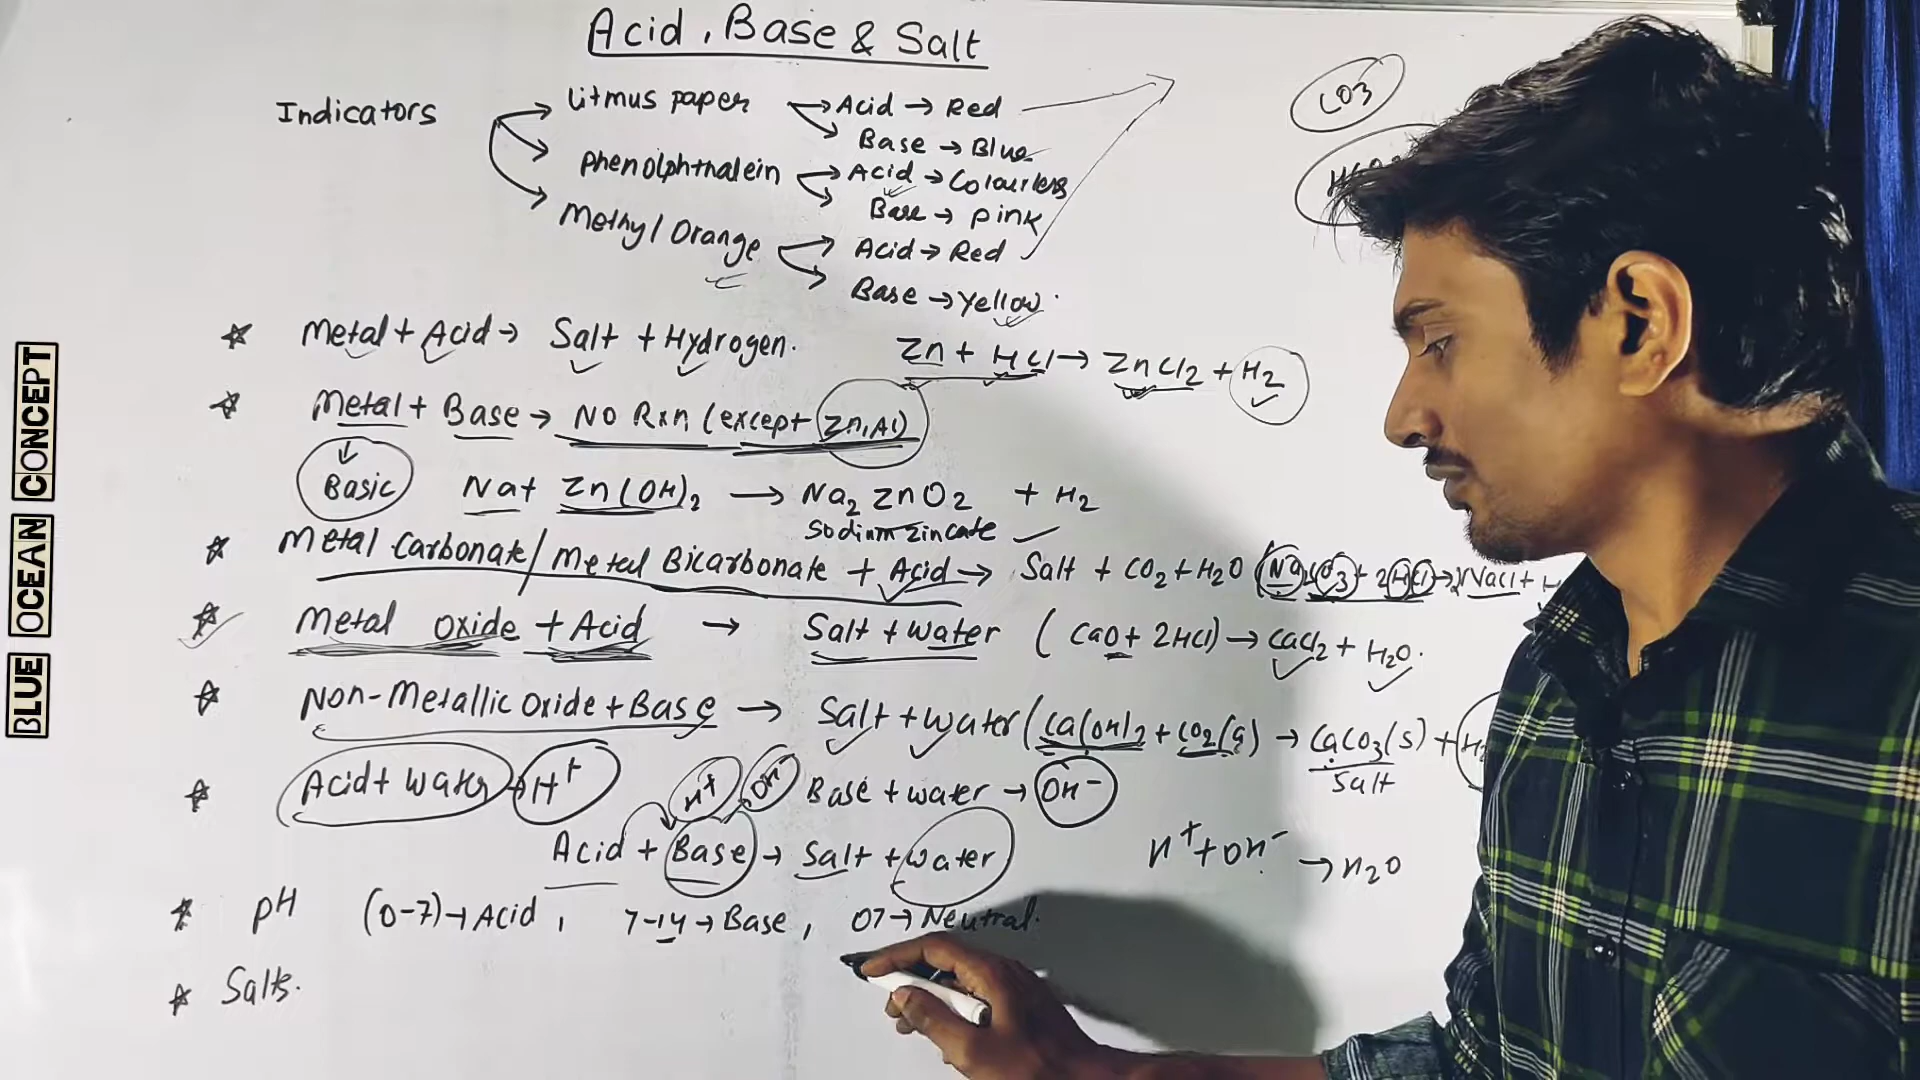 Acid, Base & Salt
Indicators
Litmus paper → Acid → Red
Base → Blue
Phenolphthalein → Acid → Colourless
Base → pink
Methyl Orange → Acid → Red
Base → Yellow.
CO3
Metal + Acid → Salt + Hydrogen.
Zn + HCl → ZnCl2 + H2
Metal + Base → NO Rxn (except Zn, Al)
Basic
Na + Zn(OH)2 → Na2ZnO2 + H2
Sodium zincate
Metal Carbonate/Metal Bicarbonate + Acid → Salt + CO2 + H2O (Na2CO3 + 2HCl → 2NaCl + H
Metal oxide + Acid → Salt + water (CaO + 2HCl) → CaCl2 + H2O.
Non-Metallic Oxide + Base → Salt + water (Ca(OH)2 + CO2(g) → CaCO3(s) +
Salt
Acid + water → H+
H+ OH-
Base + water → OH-
Acid + Base → Salt + water
H+ + OH- → H2O
pH (0-7) → Acid, 7-14 → Base, 07 → Neutral.
Salts.
BLUE OCEAN CONCEPT